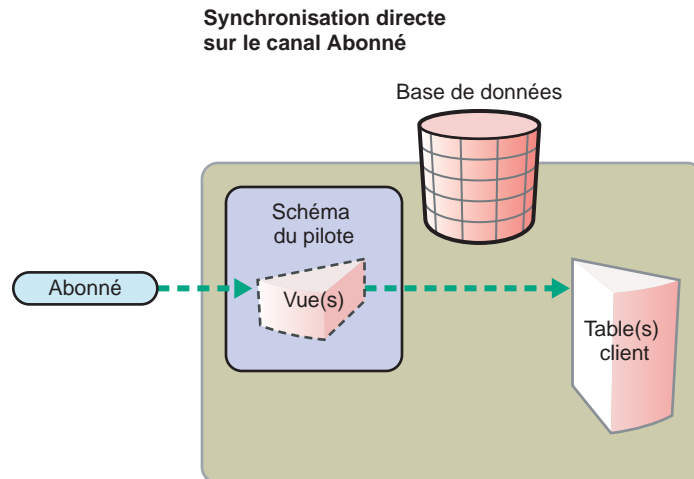 Synchronisation directe
sur le canal Abonné
Base de données
Schéma
du pilote
Abonné
Vue(s)
Table(s)
client